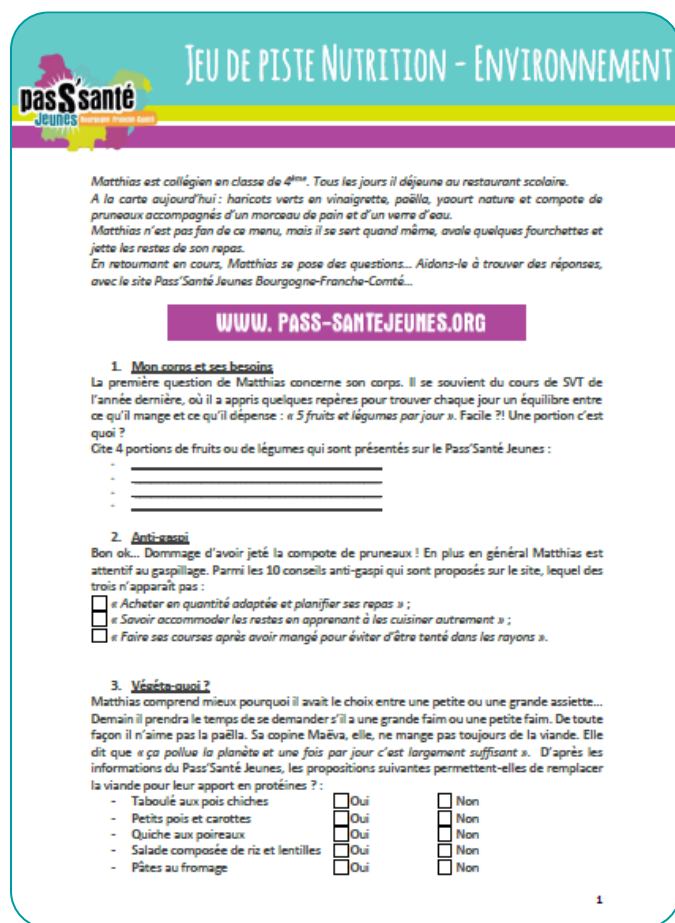 JEU DE PISTE NUTRITION - ENVIRONNEMENT
pasS'santé
Jeunes Bourgogne-Franche-Comté
Matthias est collégien en classe de 4ème. Tous les jours il déjeune au restaurant scolaire.
A la carte aujourd'hui : haricots verts en vinaigrette, paëlla, yaourt nature et compote de
pruneaux accompagnés d'un morceau de pain et d'un verre d'eau.
Matthias n'est pas fan de ce menu, mais il se sert quand même, avale quelques fourchettes et
jette les restes de son repas.
En retournant en cours, Matthias se pose des questions... Aidons-le à trouver des réponses,
avec le site Pass'Santé Jeunes Bourgogne-Franche-Comté...
WWW. PASS-SANTEJEUNES.ORG
1. Mon corps et ses besoins
La première question de Matthias concerne son corps. Il se souvient du cours de SVT de
l'année dernière, où il a appris quelques repères pour trouver chaque jour un équilibre entre
ce qu'il mange et ce qu'il dépense : « 5 fruits et légumes par jour ». Facile ?! Une portion c'est
quoi ?
Cite 4 portions de fruits ou de légumes qui sont présentés sur le Pass'Santé Jeunes :
-
-
-
-
2. Anti-gaspi
Bon ok... Dommage d'avoir jeté la compote de pruneaux ! En plus en général Matthias est
attentif au gaspillage. Parmi les 10 conseils anti-gaspi qui sont proposés sur le site, lequel des
trois n'apparaît pas :
« Acheter en quantité adaptée et planifier ses repas » ;
« Savoir accommoder les restes en apprenant à les cuisiner autrement » ;
« Faire ses courses après avoir mangé pour éviter d'être tenté dans les rayons ».
3. Végéta-quoi ?
Matthias comprend mieux pourquoi il avait le choix entre une petite ou une grande assiette...
Demain il prendra le temps de se demander s'il a une grande faim ou une petite faim. De toute
façon il n'aime pas la paëlla. Sa copine Maëva, elle, ne mange pas toujours de la viande. Elle
dit que « ça pollue la planète et une fois par jour c'est largement suffisant ». D'après les
informations du Pass'Santé Jeunes, les propositions suivantes permettent-elles de remplacer
la viande pour leur apport en protéines ? :
- Taboulé aux pois chiches Oui Non
- Petits pois et carottes Oui Non
- Quiche aux poireaux Oui Non
- Salade composée de riz et lentilles Oui Non
- Pâtes au fromage Oui Non
1